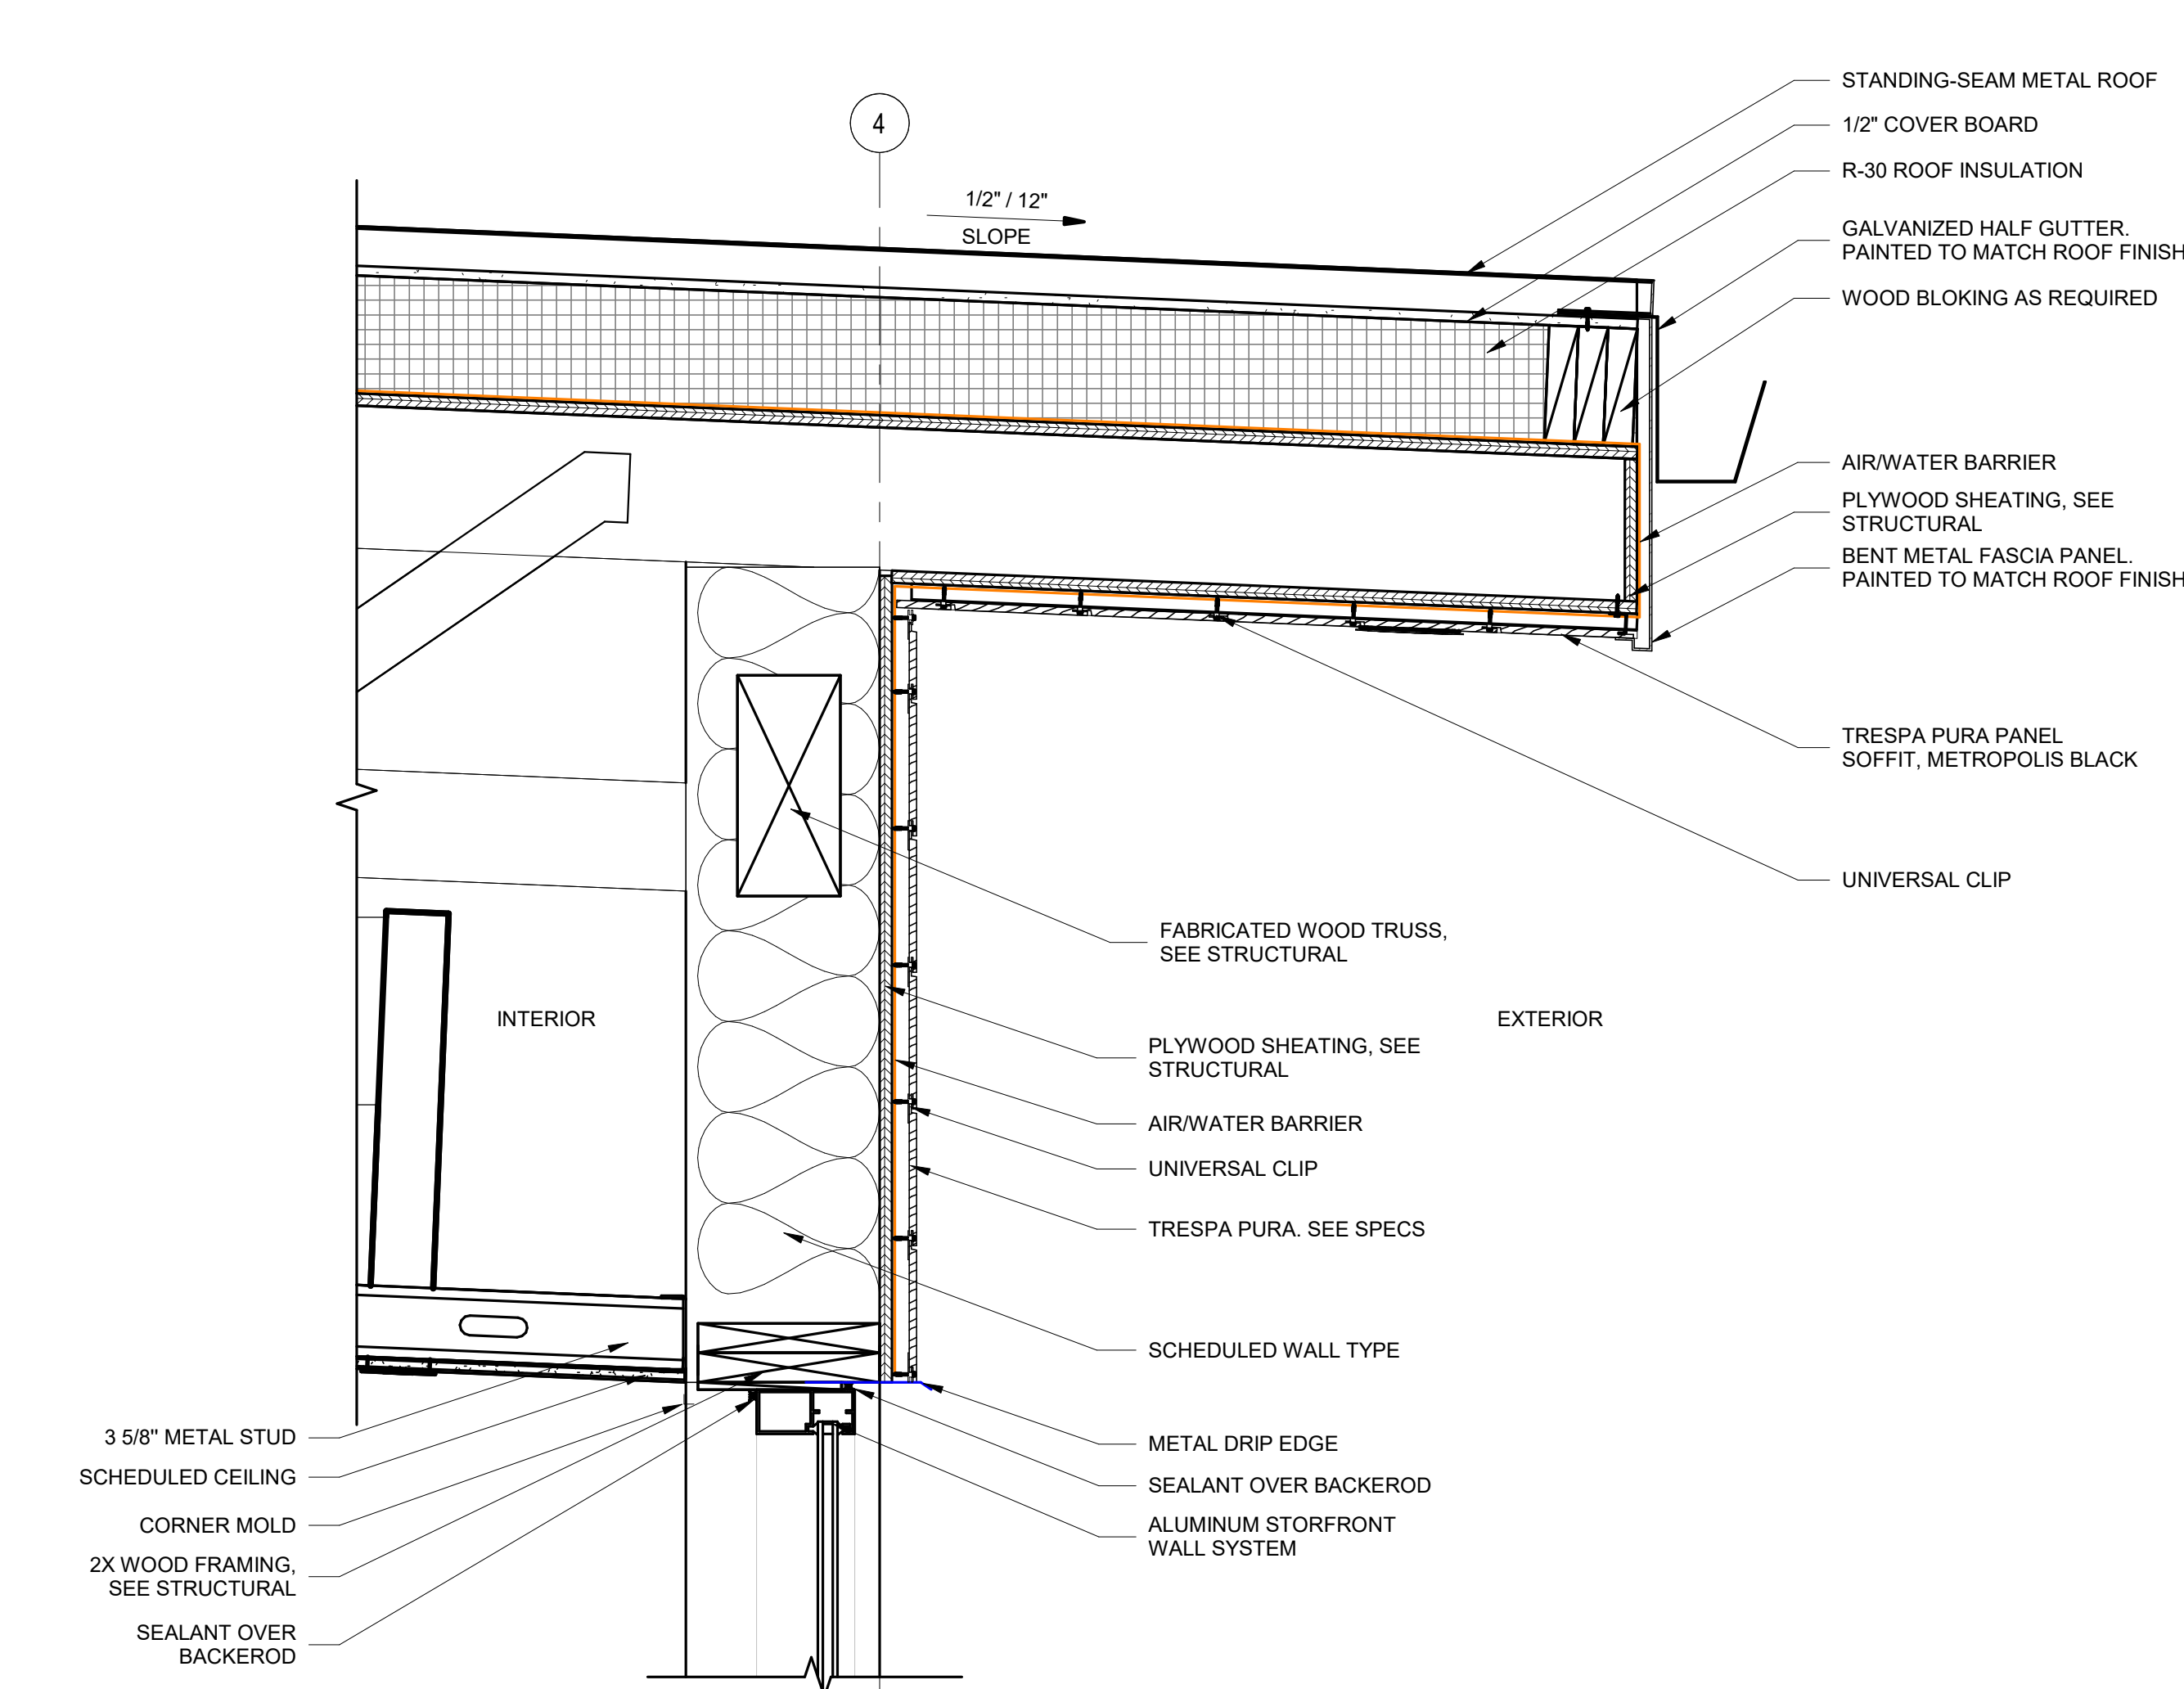 4
1/2" / 12"
SLOPE
STANDING-SEAM METAL ROOF
1/2" COVER BOARD
R-30 ROOF INSULATION
GALVANIZED HALF GUTTER.
PAINTED TO MATCH ROOF FINISH
WOOD BLOKING AS REQUIRED
AIR/WATER BARRIER
PLYWOOD SHEATING, SEE
STRUCTURAL
BENT METAL FASCIA PANEL.
PAINTED TO MATCH ROOF FINISH
TRESPA PURA PANEL
SOFFIT, METROPOLIS BLACK
UNIVERSAL CLIP
FABRICATED WOOD TRUSS,
SEE STRUCTURAL
INTERIOR
EXTERIOR
PLYWOOD SHEATING, SEE
STRUCTURAL
AIR/WATER BARRIER
UNIVERSAL CLIP
TRESPA PURA. SEE SPECS
SCHEDULED WALL TYPE
METAL DRIP EDGE
SEALANT OVER BACKEROD
ALUMINUM STORFRONT
WALL SYSTEM
3 5/8" METAL STUD
SCHEDULED CEILING
CORNER MOLD
2X WOOD FRAMING,
SEE STRUCTURAL
SEALANT OVER
BACKEROD